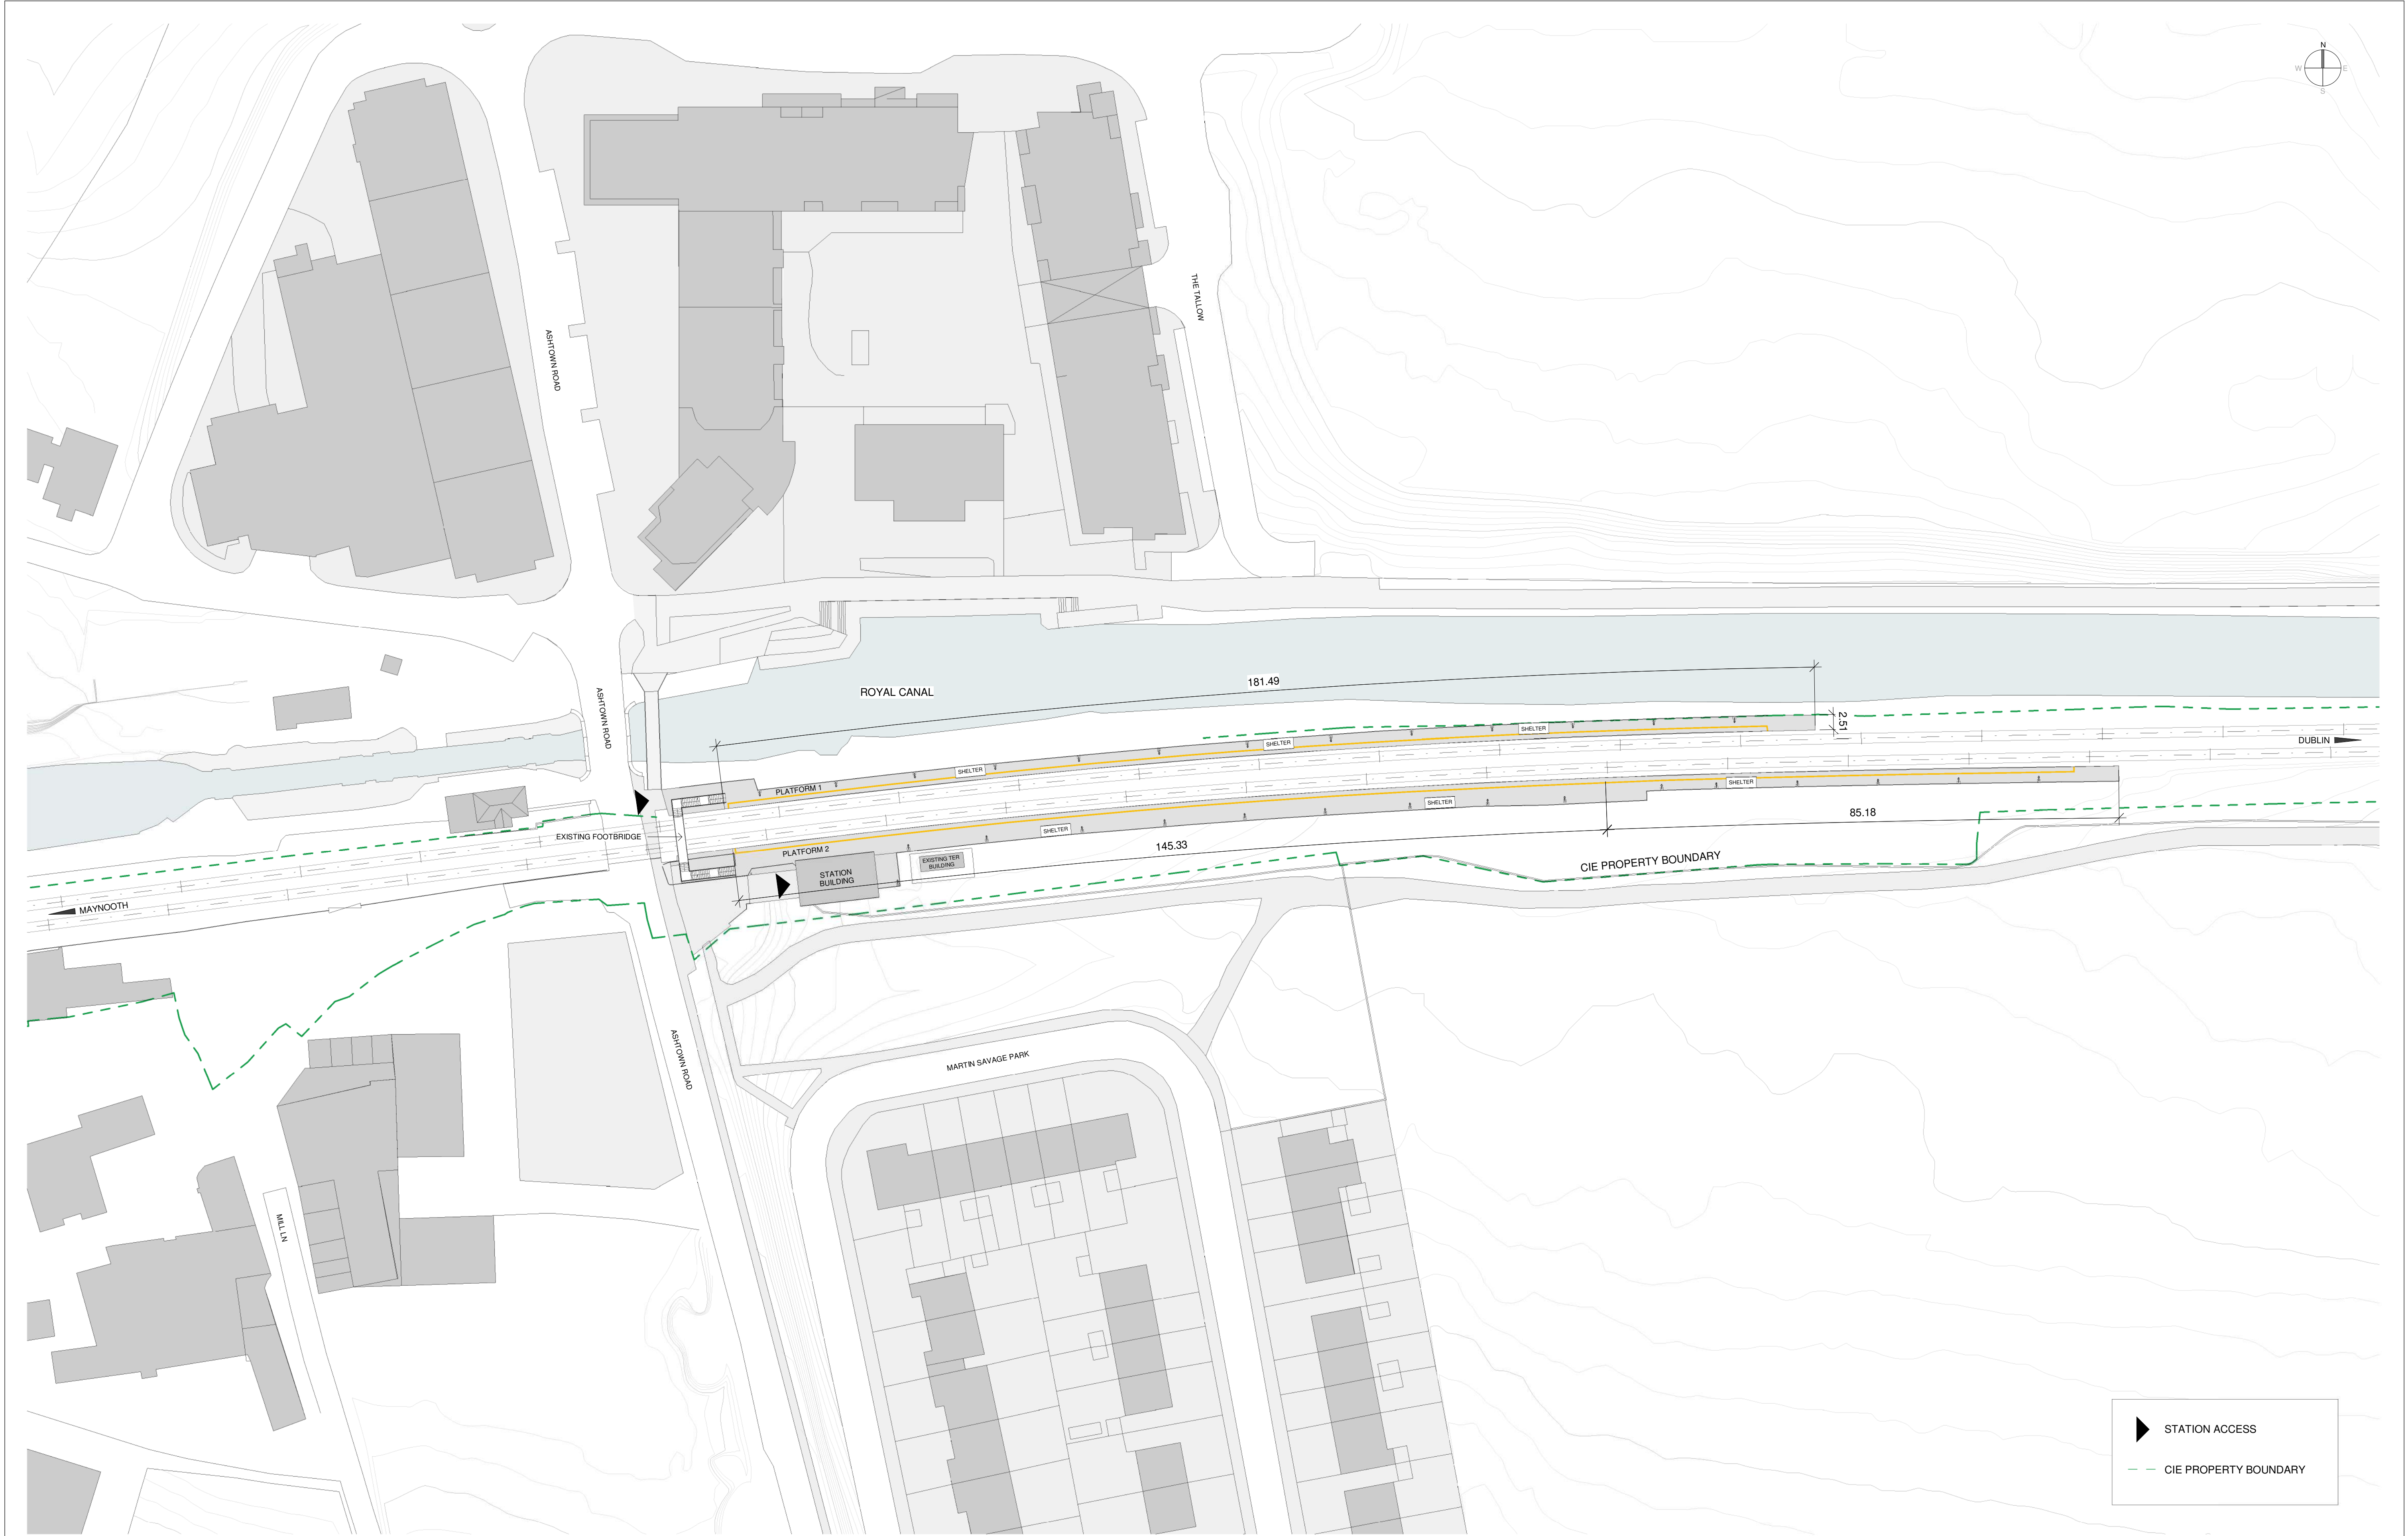 N
W E
S
THE TALLOW
ASHTOWN ROAD
ASHTOWN ROAD
ROYAL CANAL
181.49
2.51
SHELTER
SHELTER
SHELTER
DUBLIN
PLATFORM 1
EXISTING FOOTBRIDGE
SHELTER
SHELTER
SHELTER
PLATFORM 2
STATION
BUILDING
EXISTING TER
BUILDING
145.33
85.18
CIE PROPERTY BOUNDARY
MAYNOOTH
ASHTOWN ROAD
MARTIN SAVAGE PARK
MILL LN
STATION ACCESS
CIE PROPERTY BOUNDARY